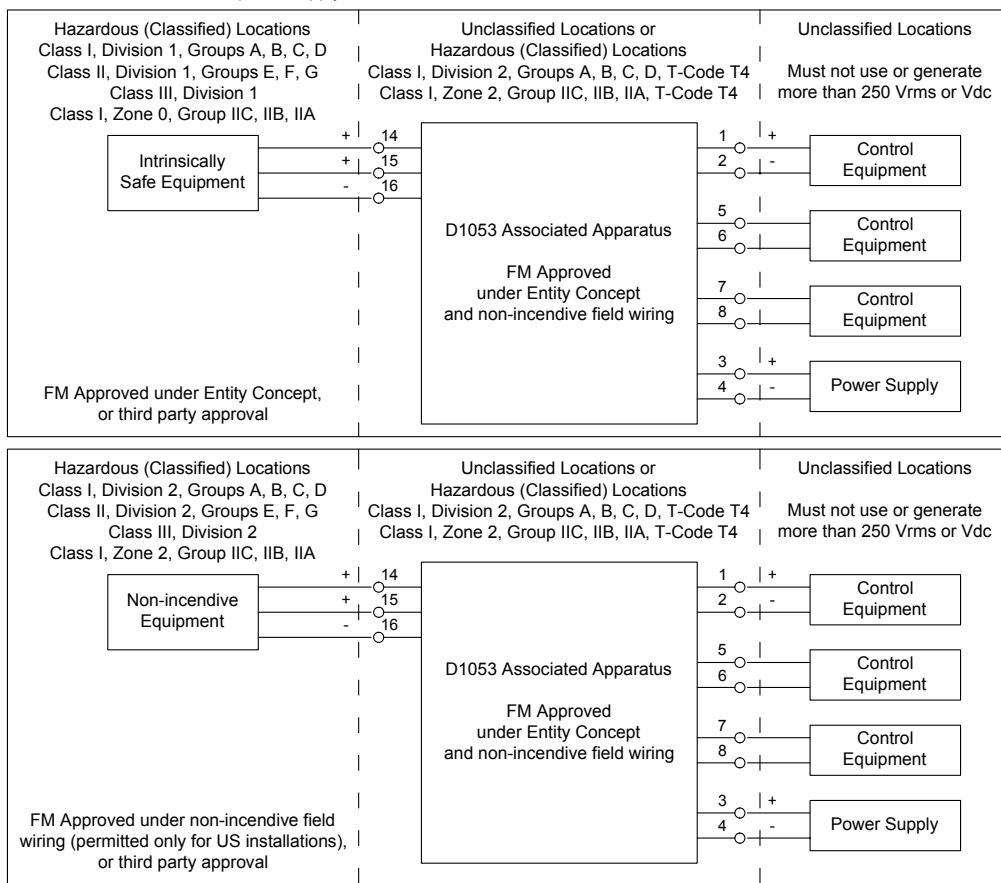 Hazardous (Classified) Locations
Class I, Division 1, Groups A, B, C, D
Class II, Division 1, Groups E, F, G
Class III, Division 1
Class I, Zone 0, Group IIC, IIB, IIA
Unclassified Locations or
Hazardous (Classified) Locations
Class I, Division 2, Groups A, B, C, D, T-Code T4
Class I, Zone 2, Group IIC, IIB, IIA, T-Code T4
Unclassified Locations
Must not use or generate
more than 250 Vrms or Vdc
Intrinsically
Safe Equipment
+ 14
+ 15
- 16
D1053 Associated Apparatus
FM Approved
under Entity Concept
and non-incendive field wiring
1 +
2 -
Control
Equipment
5
6
Control
Equipment
7
8
Control
Equipment
3 +
4 -
Power Supply
FM Approved under Entity Concept,
or third party approval
Hazardous (Classified) Locations
Class I, Division 2, Groups A, B, C, D
Class II, Division 2, Groups E, F, G
Class III, Division 2
Class I, Zone 2, Group IIC, IIB, IIA
Unclassified Locations or
Hazardous (Classified) Locations
Class I, Division 2, Groups A, B, C, D, T-Code T4
Class I, Zone 2, Group IIC, IIB, IIA, T-Code T4
Unclassified Locations
Must not use or generate
more than 250 Vrms or Vdc
Non-incendive
Equipment
+ 14
+ 15
- 16
D1053 Associated Apparatus
FM Approved
under Entity Concept
and non-incendive field wiring
1 +
2 -
Control
Equipment
5
6
Control
Equipment
7
8
Control
Equipment
3 +
4 -
Power Supply
FM Approved under non-incendive field
wiring (permitted only for US installations),
or third party approval